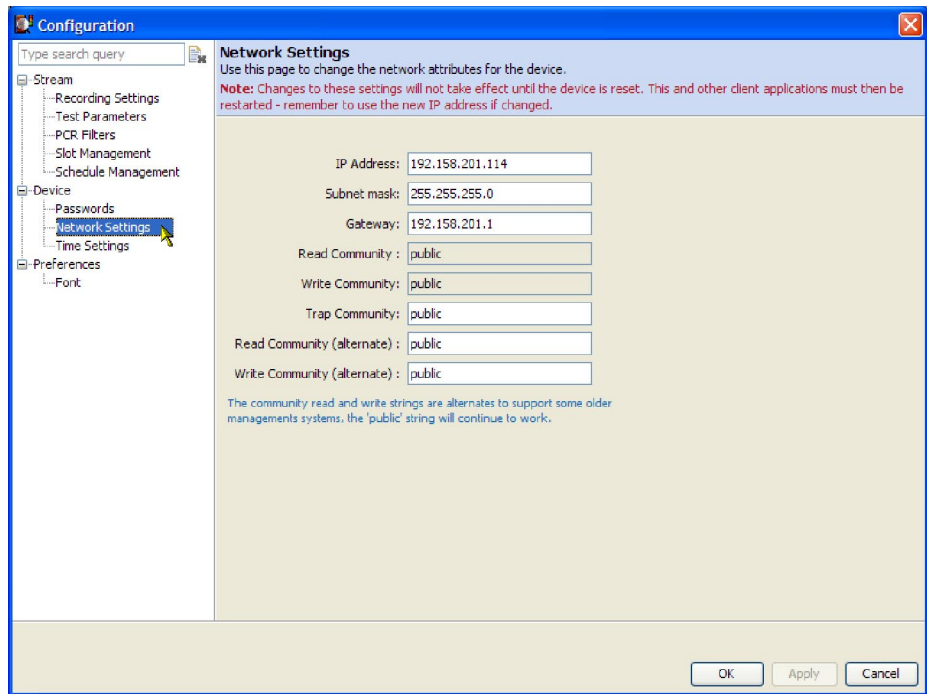 Configuration
Type search query
Stream
Recording Settings
Test Parameters
PCR Filters
Slot Management
Schedule Management
Device
Passwords
Network Settings
Time Settings
Preferences
Font
Network Settings
Use this page to change the network attributes for the device.
Note: Changes to these settings will not take effect until the device is reset. This and other client applications must then be
restarted - remember to use the new IP address if changed.
IP Address: 192.158.201.114
Subnet mask: 255.255.255.0
Gateway: 192.158.201.1
Read Community : public
Write Community: public
Trap Community: public
Read Community (alternate) : public
Write Community (alternate) : public
The community read and write strings are alternates to support some older
managements systems, the 'public' string will continue to work.
OK Apply Cancel